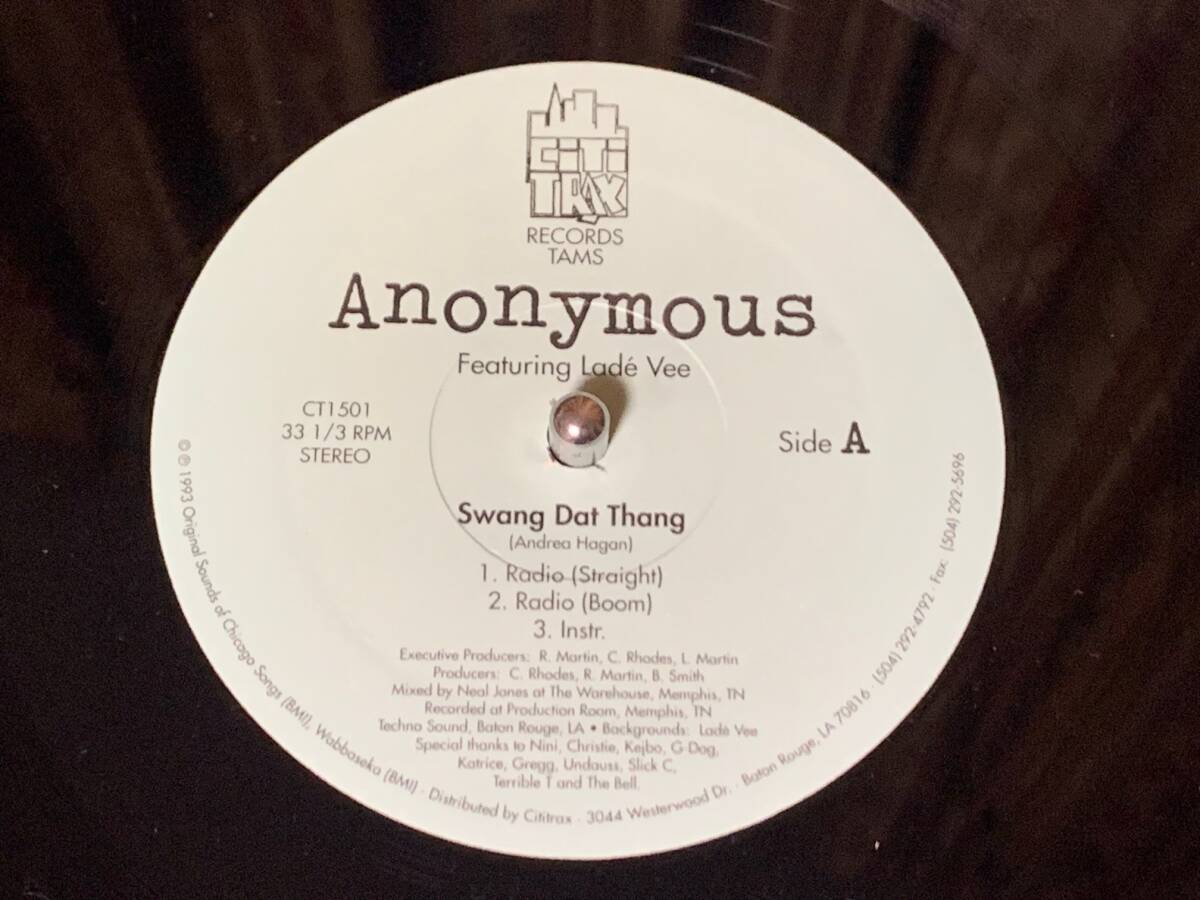 CiTi
TRAX
RECORDS
TAMS
Anonymous
Featuring Ladé Vee
CT1501
33 1/3 RPM
STEREO
Side A
Swang Dat Thang
(Andrea Hagan)
1. Radio (Straight)
2. Radio (Boom)
3. Instr.
Executive Producers: R. Martin, C. Rhodes, L. Martin
Producers: C. Rhodes, R. Martin, B. Smith
Mixed by Neal Jones at The Warehouse, Memphis, TN
Recorded at Production Room, Memphis, TN
Techno Sound, Baton Rouge, LA • Backgrounds: Ladé Vee
Special thanks to Nini, Christie, Kejbo, G-Dog,
Katrice, Gregg, Undauss, Slick C,
Terrible T and The Bell.
© ℗ 1993 Original Sounds of Chicago Songs (BMI), Wabbaseka (BMI) · Distributed by Cititrax · 3044 Westerwood Dr. · Baton Rouge, LA 70816 · (504) 292-4792 · Fax: (504) 292-5696